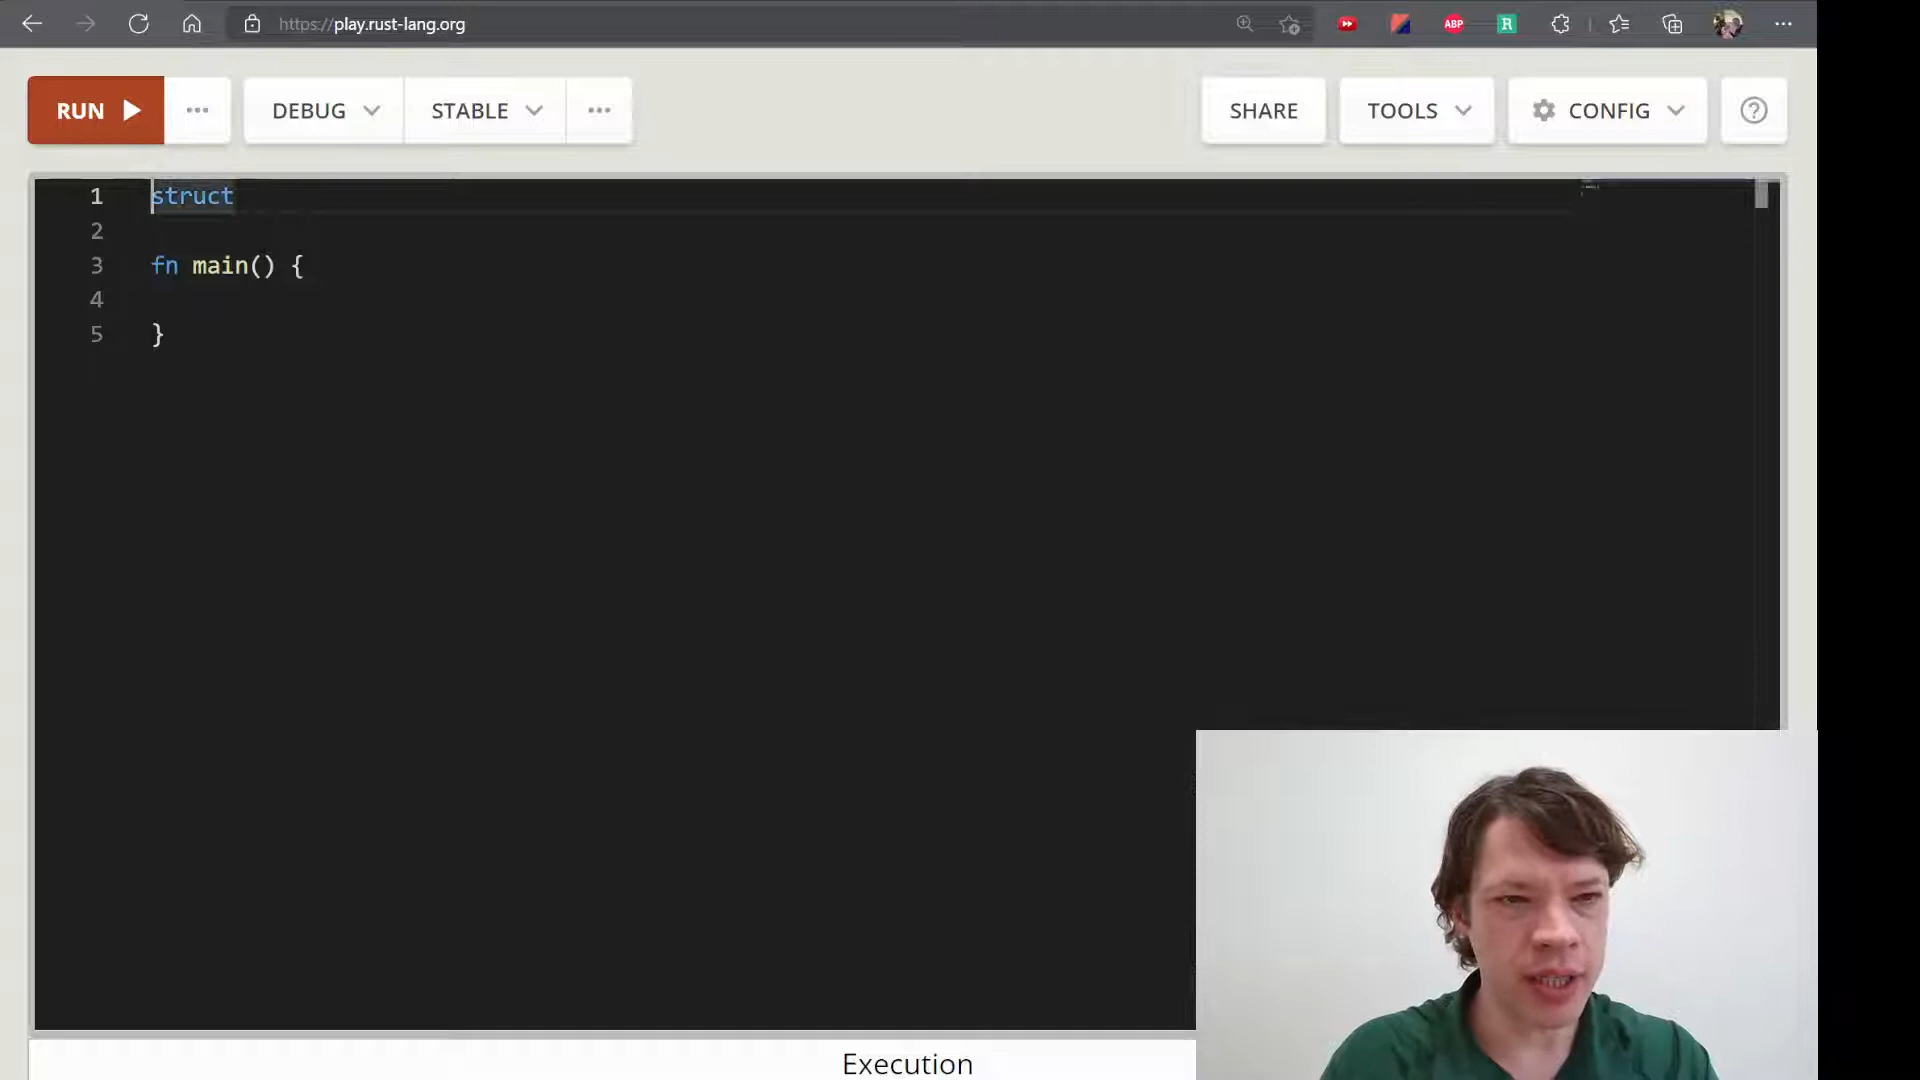 https://play.rust-lang.org
ABP
R
RUN
DEBUG
STABLE
SHARE
TOOLS
CONFIG
1 struct
2
3 fn main() {
4
5 }
Execution